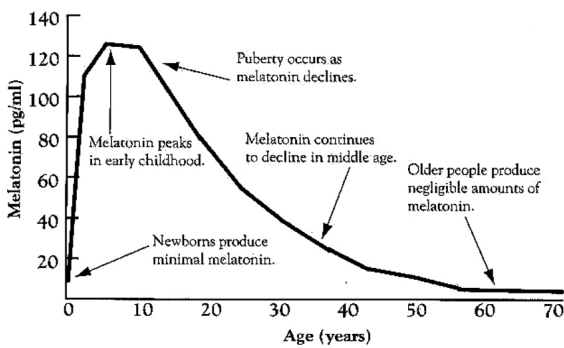 140
120
100
80
60
40
20
Melatonin (pg/ml)
Puberty occurs as
melatonin declines.
Melatonin peaks
in early childhood.
Melatonin continues
to decline in middle age.
Older people produce
negligible amounts of
melatonin.
Newborns produce
minimal melatonin.
0 10 20 30 40 50 60 70
Age (years)